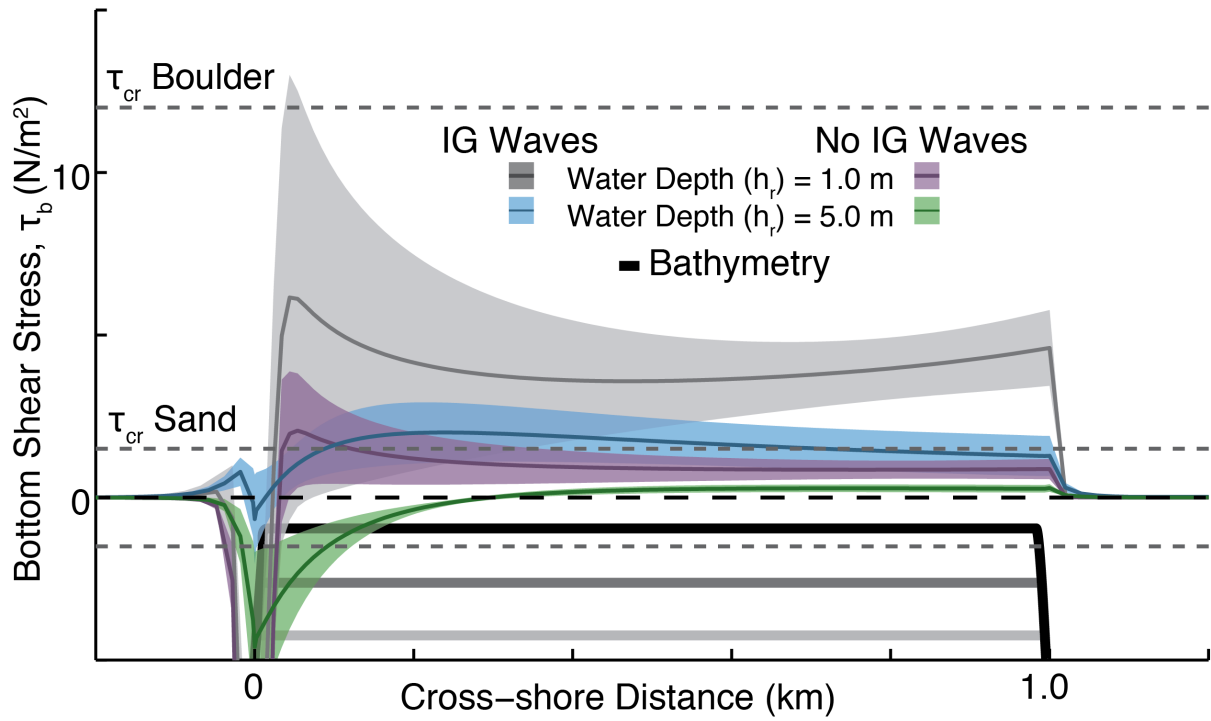 τcr Boulder
IG Waves No IG Waves
Water Depth (hr) = 1.0 m
Water Depth (hr) = 5.0 m
Bathymetry
τcr Sand
Bottom Shear Stress, τb (N/m²)
10
0
0 1.0
Cross−shore Distance (km)